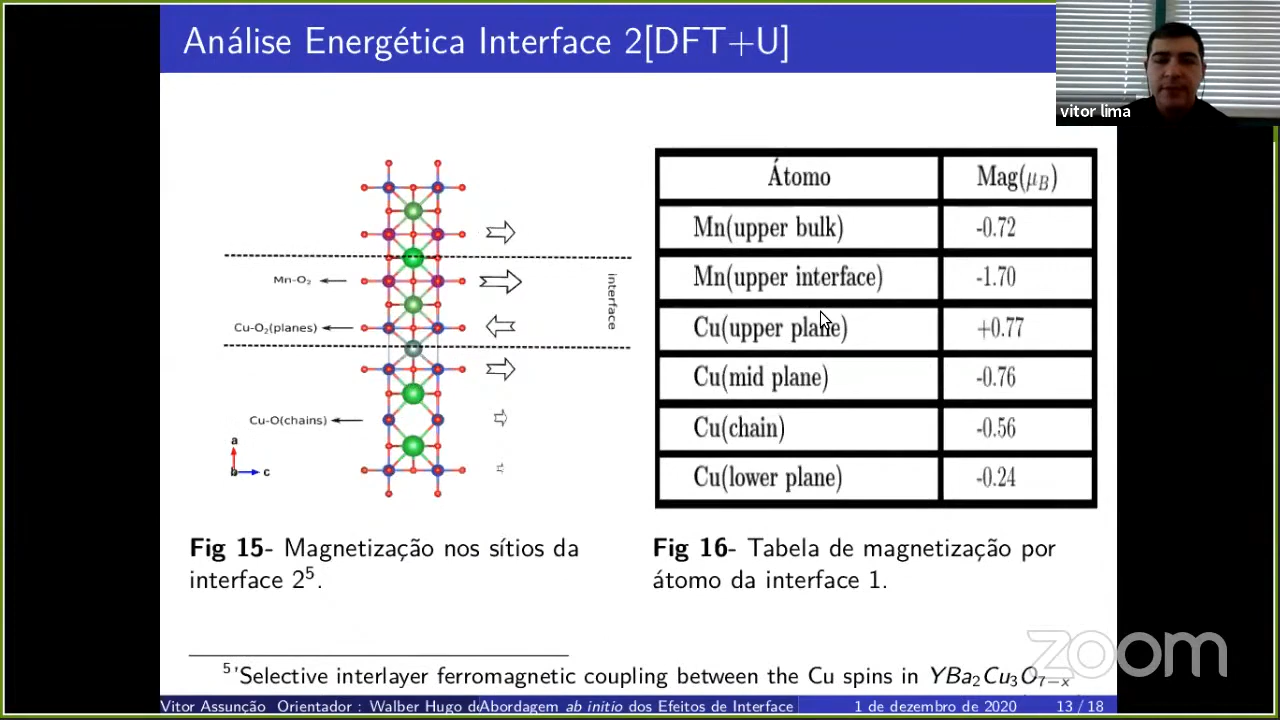 Análise Energética Interface 2[DFT+U]
vitor lima
Mn-O₂
Cu-O₂(planes)
Cu-O(chains)
interface
a
b
c
Átomo Mag(μB)
Mn(upper bulk) -0.72
Mn(upper interface) -1.70
Cu(upper plane) +0.77
Cu(mid plane) -0.76
Cu(chain) -0.56
Cu(lower plane) -0.24
Fig 15- Magnetização nos sítios da
interface 2⁵.
Fig 16- Tabela de magnetização por
átomo da interface 1.
zoom
⁵'Selective interlayer ferromagnetic coupling between the Cu spins in YBa₂Cu₃O₇₋ₓ
Vitor Assunção Orientador : Walber Hugo de Abordagem ab initio dos Efeitos de Interface 1 de dezembro de 2020 13 / 18